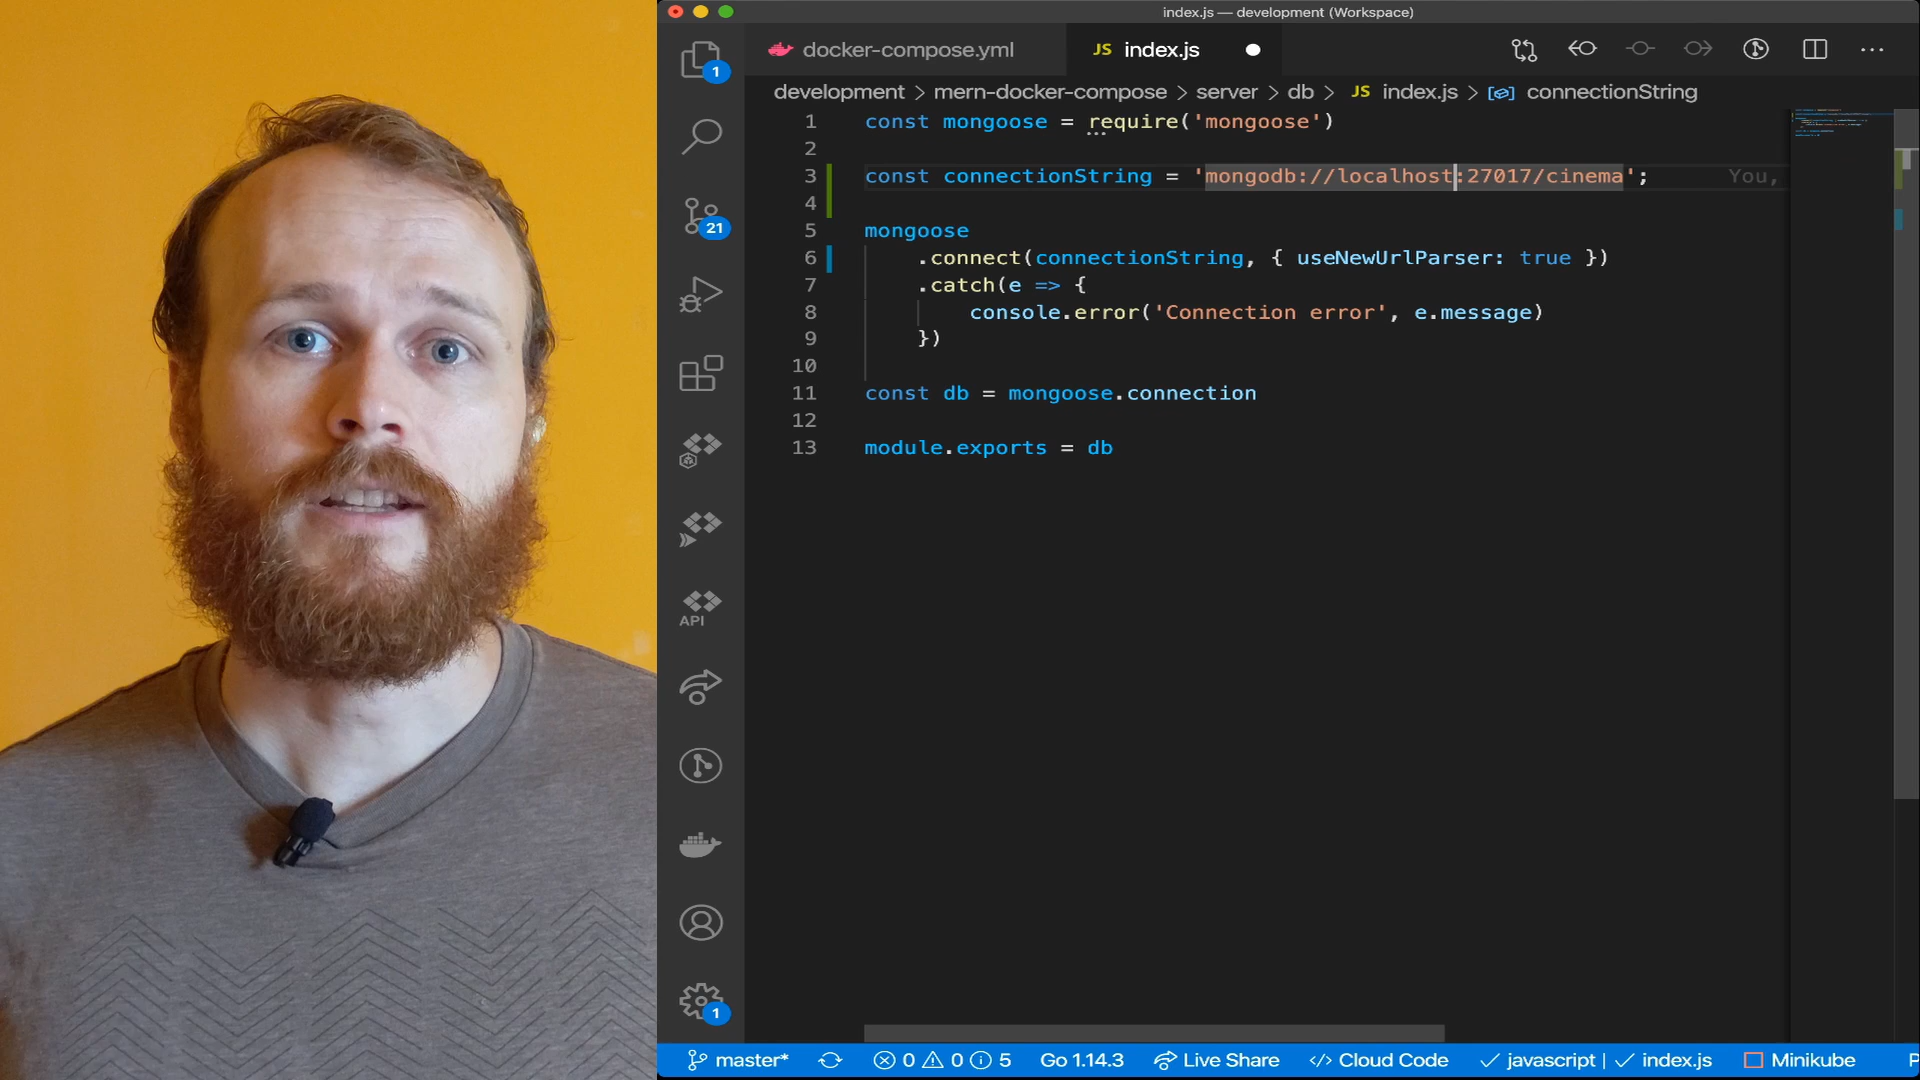 index.js — development (Workspace)
docker-compose.yml
JS index.js
development > mern-docker-compose > server > db > JS index.js > connectionString
1 const mongoose = require('mongoose')
2
3 const connectionString = 'mongodb://localhost:27017/cinema'; You,
4
5 mongoose
6 .connect(connectionString, { useNewUrlParser: true })
7 .catch(e => {
8 console.error('Connection error', e.message)
9 })
10
11 const db = mongoose.connection
12
13 module.exports = db
1
21
API
1
master* 0 0 5 Go 1.14.3 Live Share </> Cloud Code javascript | index.js Minikube P